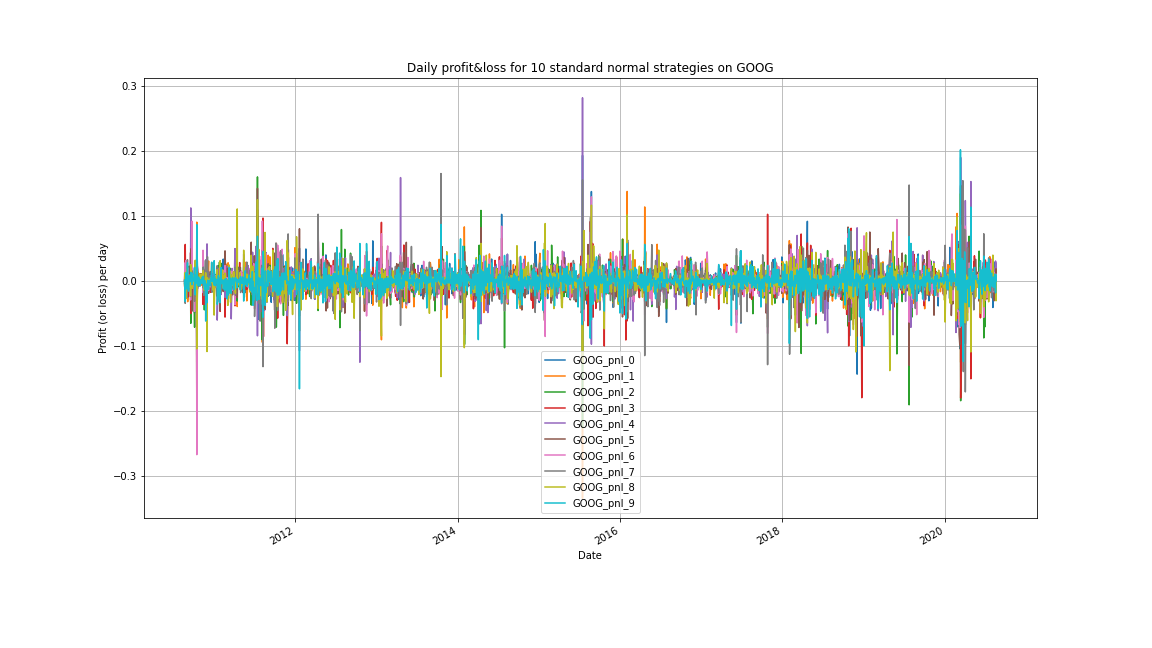 Daily profit&loss for 10 standard normal strategies on GOOG
0.3
0.2
0.1
0.0
−0.1
−0.2
−0.3
Profit (or loss) per day
GOOG_pnl_0
GOOG_pnl_1
GOOG_pnl_2
GOOG_pnl_3
GOOG_pnl_4
GOOG_pnl_5
GOOG_pnl_6
GOOG_pnl_7
GOOG_pnl_8
GOOG_pnl_9
2012
2014
2016
2018
2020
Date